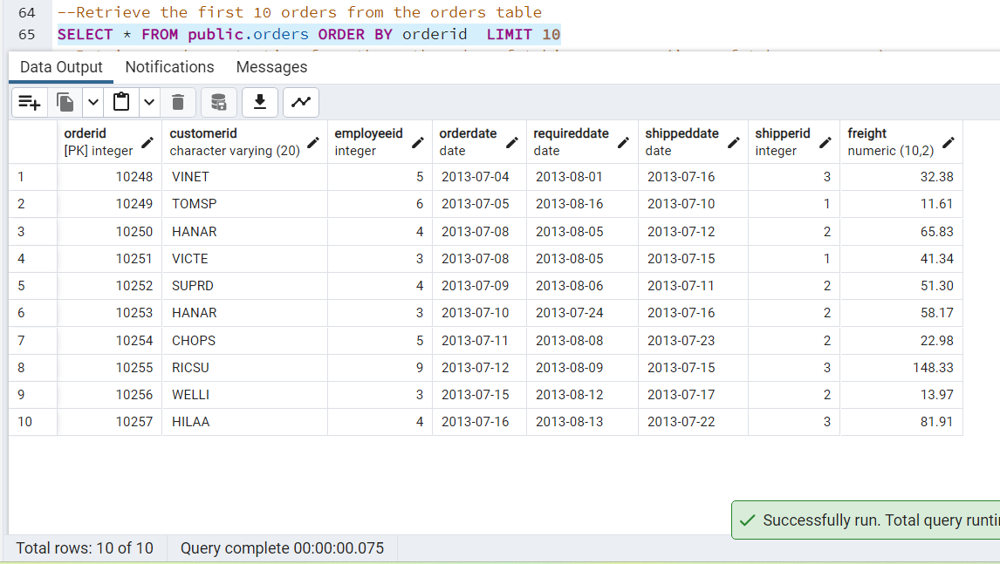 64 --Retrieve the first 10 orders from the orders table
65 SELECT * FROM public.orders ORDER BY orderid  LIMIT 10
Data Output Notifications Messages
orderid customerid employeeid orderdate requireddate shippeddate shipperid freight
[PK] integer character varying (20) integer date date date integer numeric (10,2)
1 10248 VINET 5 2013-07-04 2013-08-01 2013-07-16 3 32.38
2 10249 TOMSP 6 2013-07-05 2013-08-16 2013-07-10 1 11.61
3 10250 HANAR 4 2013-07-08 2013-08-05 2013-07-12 2 65.83
4 10251 VICTE 3 2013-07-08 2013-08-05 2013-07-15 1 41.34
5 10252 SUPRD 4 2013-07-09 2013-08-06 2013-07-11 2 51.30
6 10253 HANAR 3 2013-07-10 2013-07-24 2013-07-16 2 58.17
7 10254 CHOPS 5 2013-07-11 2013-08-08 2013-07-23 2 22.98
8 10255 RICSU 9 2013-07-12 2013-08-09 2013-07-15 3 148.33
9 10256 WELLI 3 2013-07-15 2013-08-12 2013-07-17 2 13.97
10 10257 HILAA 4 2013-07-16 2013-08-13 2013-07-22 3 81.91
Successfully run. Total query
Total rows: 10 of 10 Query complete 00:00:00.075